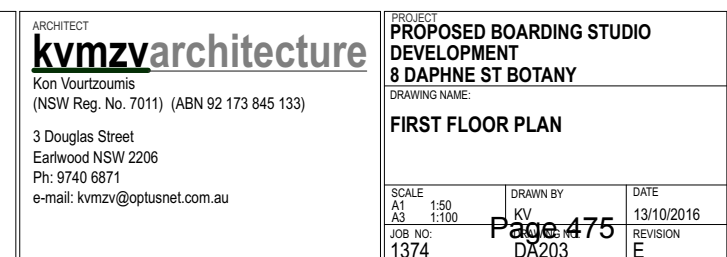 ARCHITECT
kvmzvarchitecture
Kon Vourtzoumis
(NSW Reg. No. 7011) (ABN 92 173 845 133)
3 Douglas Street
Earlwood NSW 2206
Ph: 9740 6871
e-mail: kvmzv@optusnet.com.au
PROJECT
PROPOSED BOARDING STUDIO
DEVELOPMENT
8 DAPHNE ST BOTANY
DRAWING NAME:
FIRST FLOOR PLAN
SCALE
A1 1:50
A3 1:100
DRAWN BY
KV
DATE
13/10/2016
Page 475
JOB NO:
1374
DRAWING NO:
DA203
REVISION
E